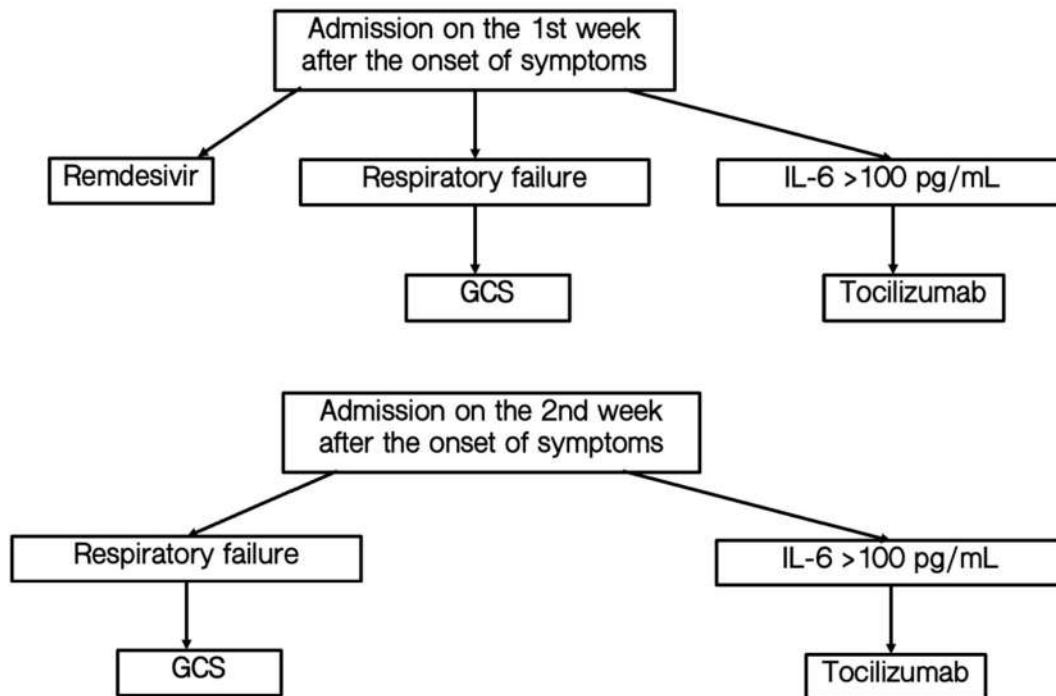 Admission on the 1st week
after the onset of symptoms
Remdesivir
Respiratory failure
IL-6 >100 pg/mL
GCS
Tocilizumab
Admission on the 2nd week
after the onset of symptoms
Respiratory failure
IL-6 >100 pg/mL
GCS
Tocilizumab